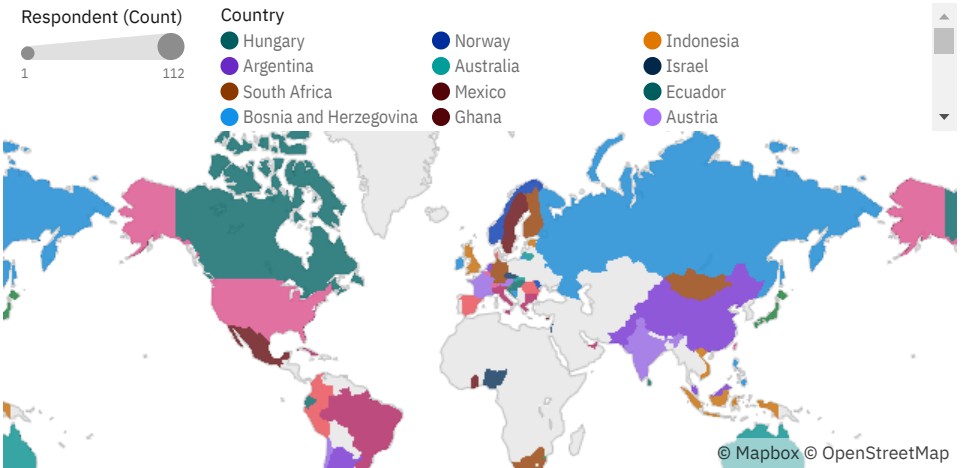 Respondent (Count)
1 112
Country
Hungary Norway Indonesia
Argentina Australia Israel
South Africa Mexico Ecuador
Bosnia and Herzegovina Ghana Austria
© Mapbox © OpenStreetMap